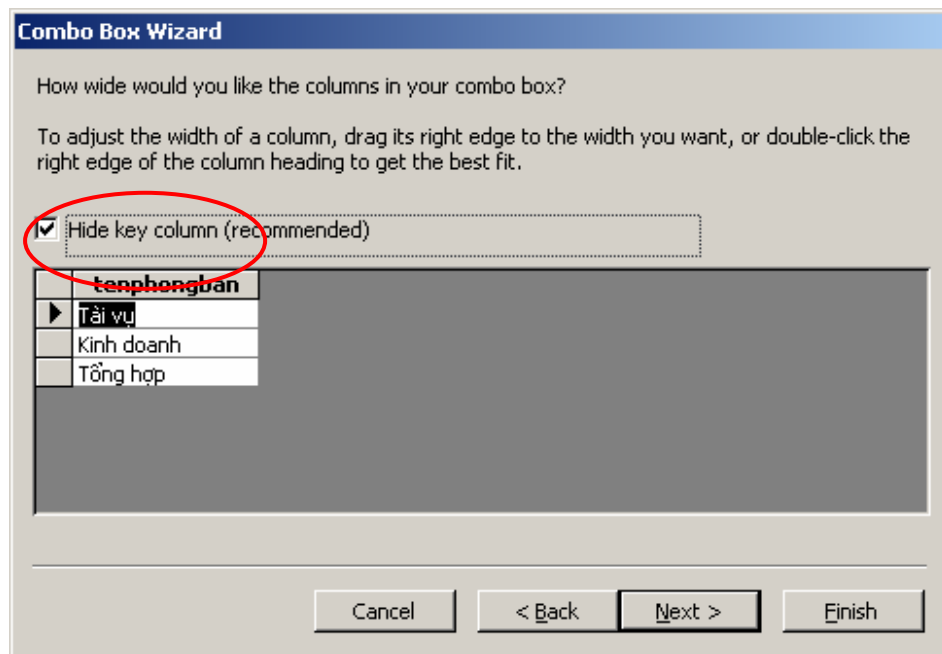 Combo Box Wizard
How wide would you like the columns in your combo box?
To adjust the width of a column, drag its right edge to the width you want, or double-click the
right edge of the column heading to get the best fit.
Hide key column (recommended)
tenphongban
Tài vụ
Kinh doanh
Tổng hợp
Cancel
< Back
Next >
Finish